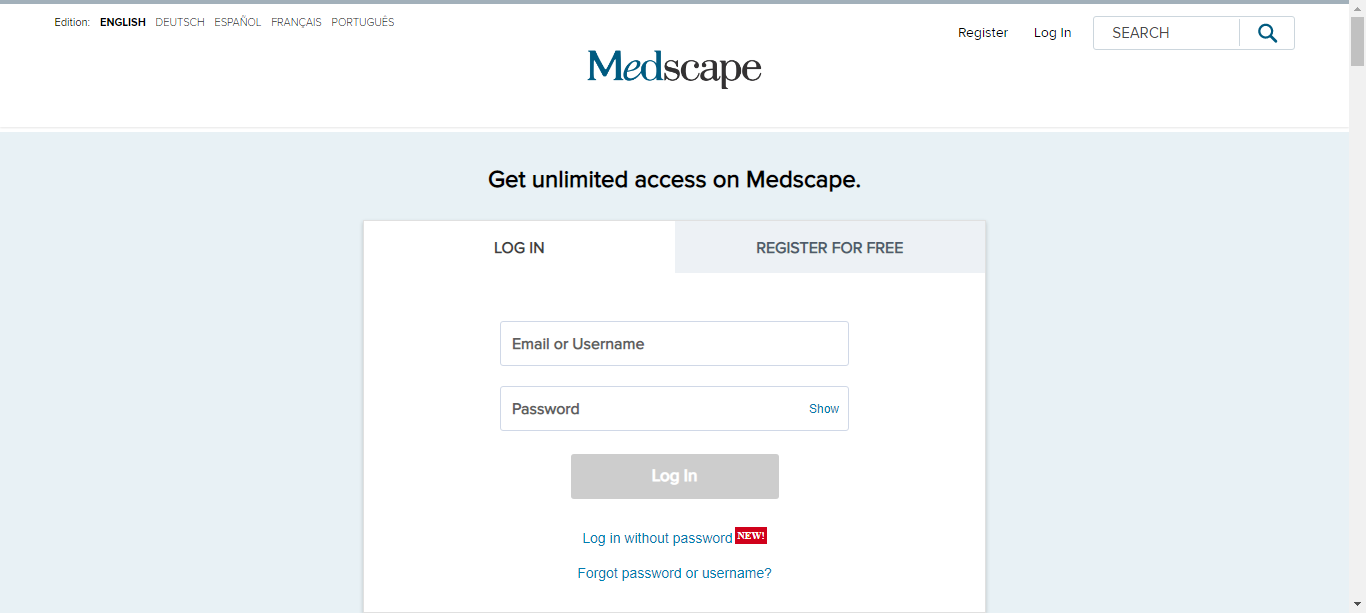 Edition: ENGLISH DEUTSCH ESPAÑOL FRANÇAIS PORTUGUÊS
Register Log In SEARCH
Medscape
Get unlimited access on Medscape.
LOG IN REGISTER FOR FREE
Email or Username
Password Show
Log In
Log in without password NEW!
Forgot password or username?